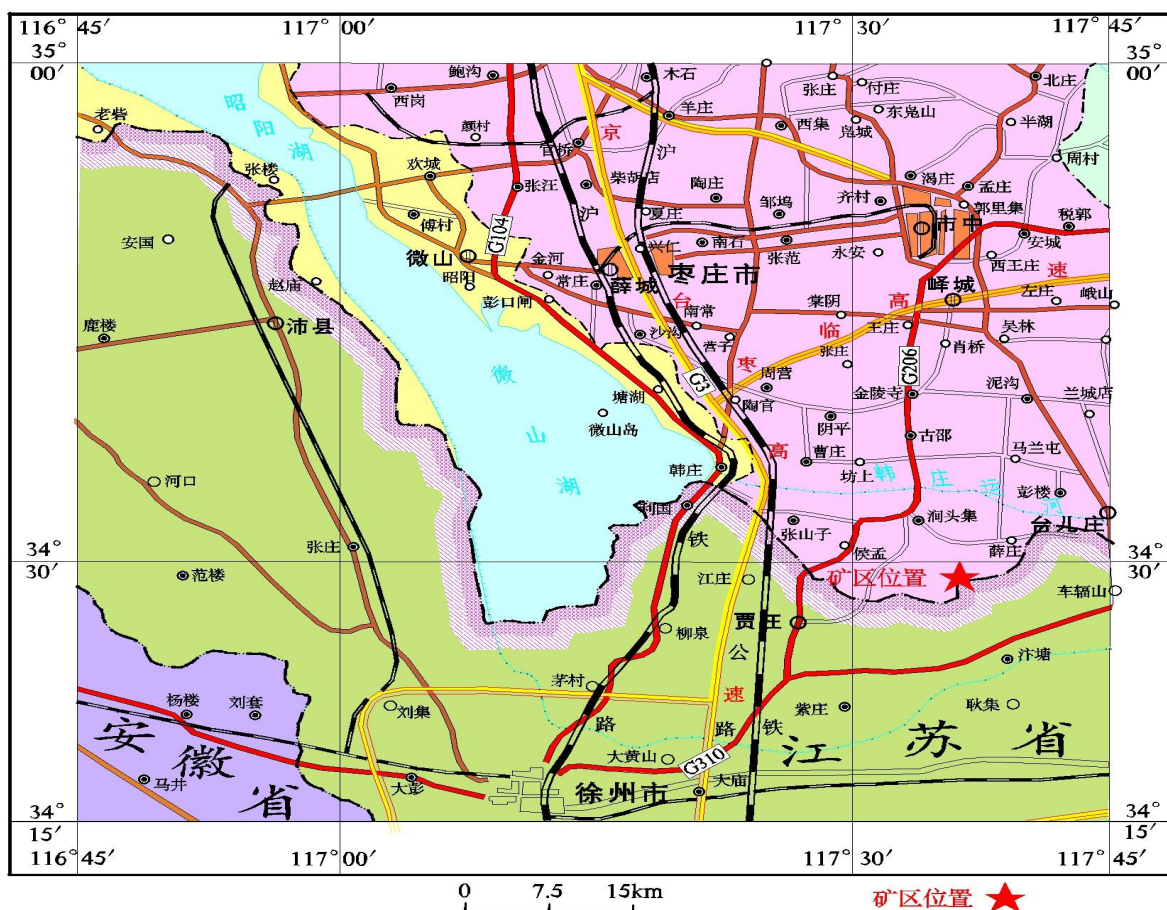 116° 45′
117° 00′
117° 30′
117° 45′
35° 00′
35° 00′
鲍沟
木石
张庄
付庄
北庄
西岗
老砦
昭阳湖
颜村
官桥
京
沪
羊庄
西集
凫城
东凫山
半湖
周村
张楼
欢城
张汪
柴胡店
陶庄
邹坞
齐村
渴庄
孟庄
郭里集
安国
傅村
G104
沪
夏庄
市中
税郭
安城
微山
金河
兴仁
南石
张范
永安
西王庄
昭阳
常庄
薛城
枣庄市
峄城
速
赵庙
彭口闸
台
南常
棠阴
高
左庄
峨山
鹿楼
沛县
沙沟
营子
临
王庄
吴林
微山湖
张庄
肖桥
枣
G3
周营
G206
塘湖
陶官
金陵寺
泥沟
兰城店
微山岛
阴平
古邵
高
曹庄
坊上
马兰屯
韩庄
韩庄运河
河口
彭楼
利国
张山子
涧头集
台儿庄
铁
侯孟
薛庄
张庄
34° 30′
34° 30′
范楼
江庄
矿区位置
车辐山
贾庄
柳泉
公
汴塘
茅村
速
杨楼
刘套
刘集
紫庄
耿集
路
路
铁
安徽省
江苏省
大黄山
G310
马井
大彭
徐州市
大庙
34° 15′
34° 15′
116° 45′
117° 00′
117° 30′
117° 45′
0 7.5 15km
矿区位置